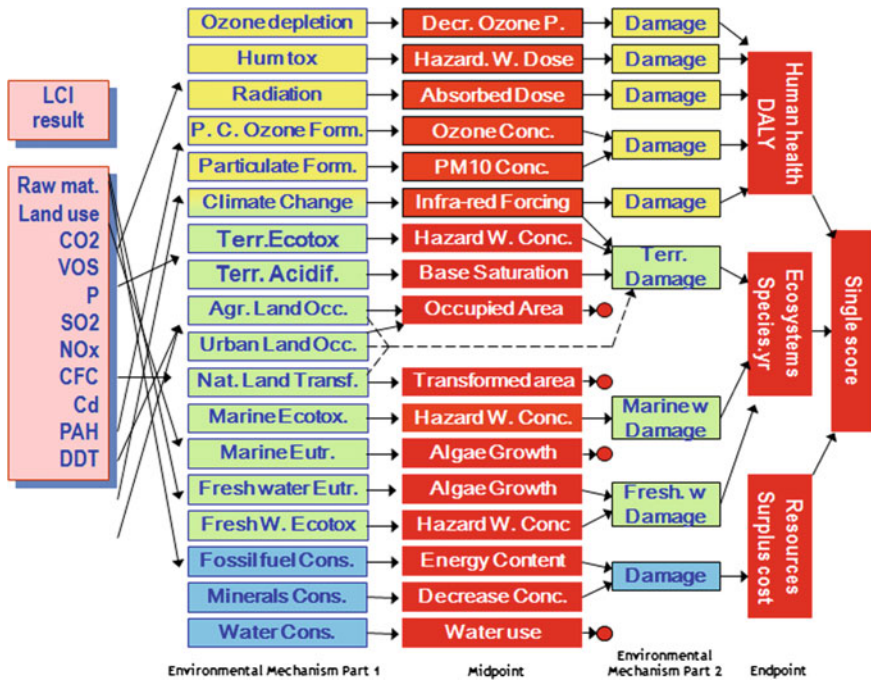 LCI
result
Raw mat.
Land use
CO2
VOS
P
SO2
NOx
CFC
Cd
PAH
DDT
Ozone depletion
Hum tox
Radiation
P. C. Ozone Form.
Particulate Form.
Climate Change
Terr.Ecotox
Terr. Acidif.
Agr. Land Occ.
Urban Land Occ.
Nat. Land Transf.
Marine Ecotox.
Marine Eutr.
Fresh water Eutr.
Fresh W. Ecotox
Fossil fuel Cons.
Minerals Cons.
Water Cons.
Environmental Mechanism Part 1
Decr. Ozone P.
Hazard. W. Dose
Absorbed Dose
Ozone Conc.
PM10 Conc.
Infra-red Forcing
Hazard W. Conc.
Base Saturation
Occupied Area
Transformed area
Hazard W. Conc.
Algae Growth
Algae Growth
Hazard W. Conc
Energy Content
Decrease Conc.
Water use
Midpoint
Damage
Damage
Damage
Damage
Damage
Terr.
Damage
Marine w
Damage
Fresh. w
Damage
Damage
Environmental
Mechanism Part 2
Human health
DALY
Ecosystems
Species.yr
Resources
Surplus cost
Endpoint
Single score